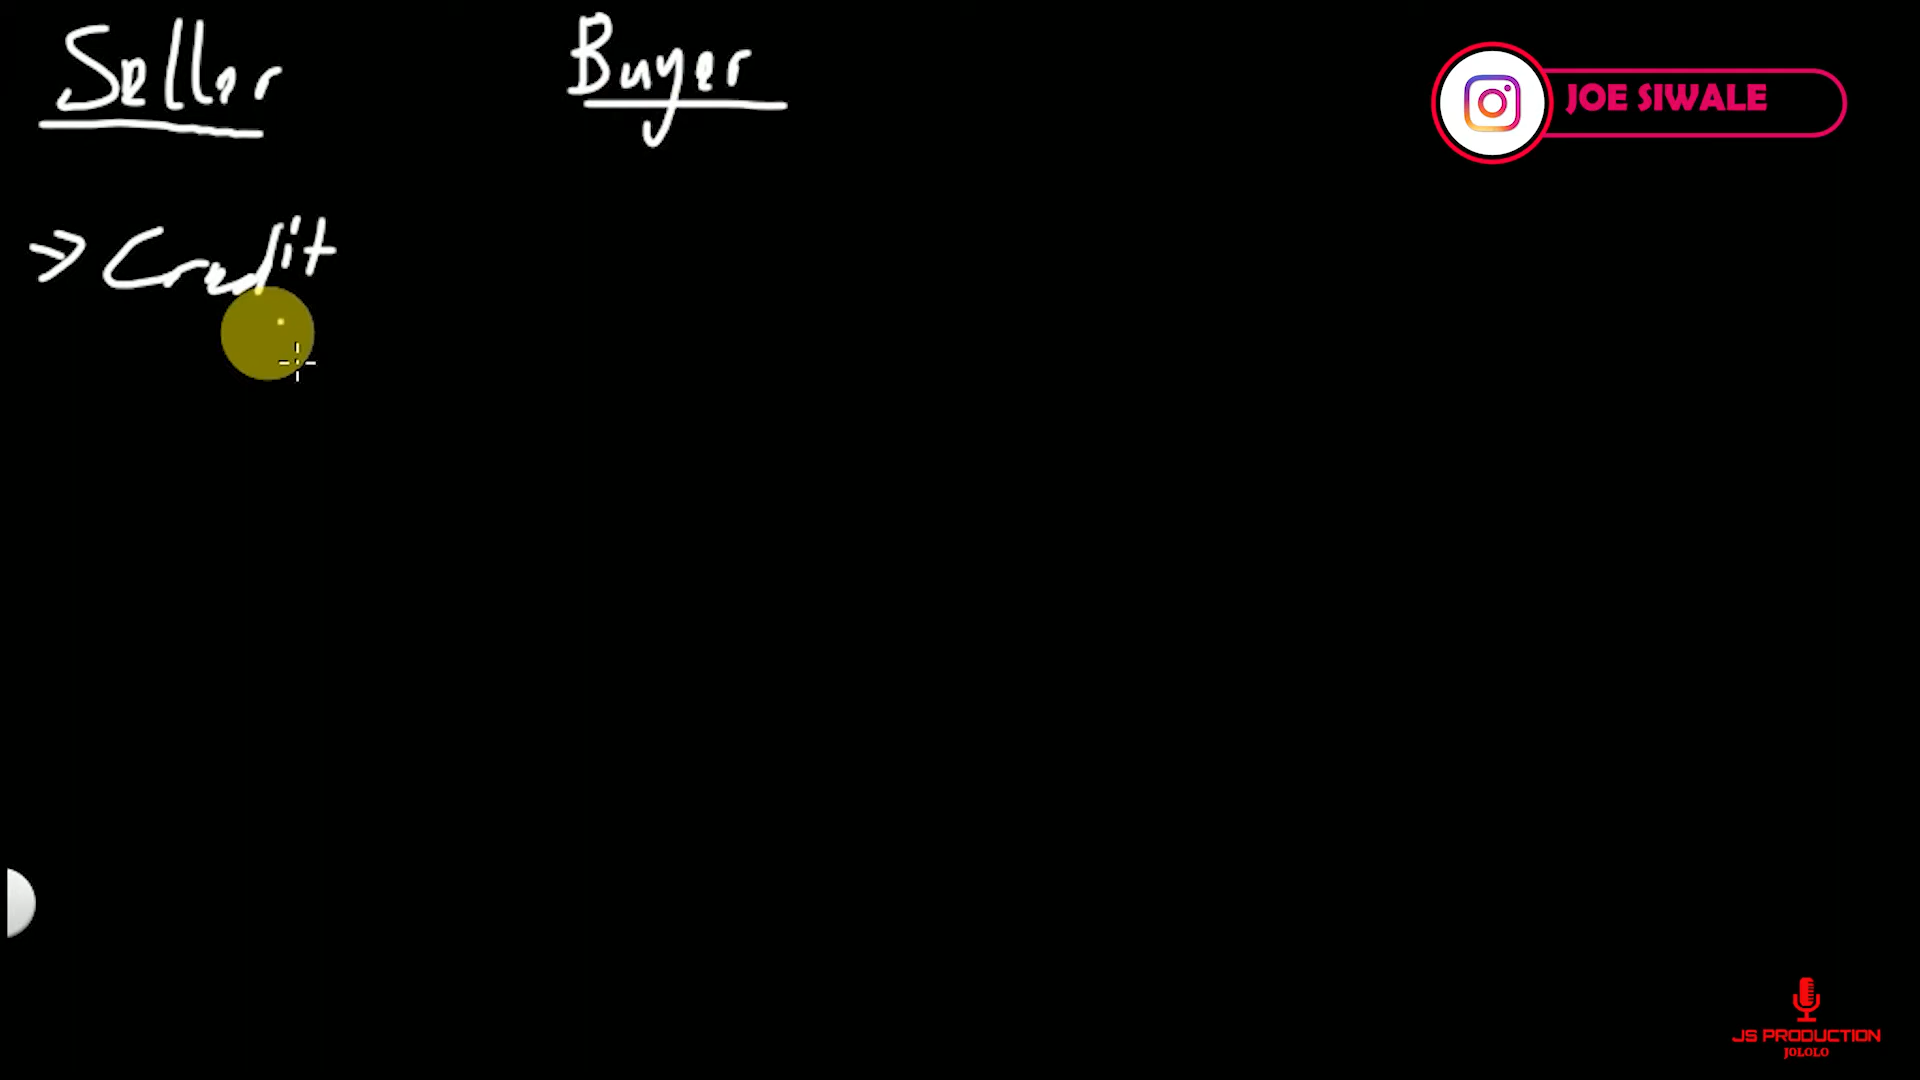 Seller
Buyer
JOE SIWALE
⇒ Credit
JS PRODUCTION
JOLOLO